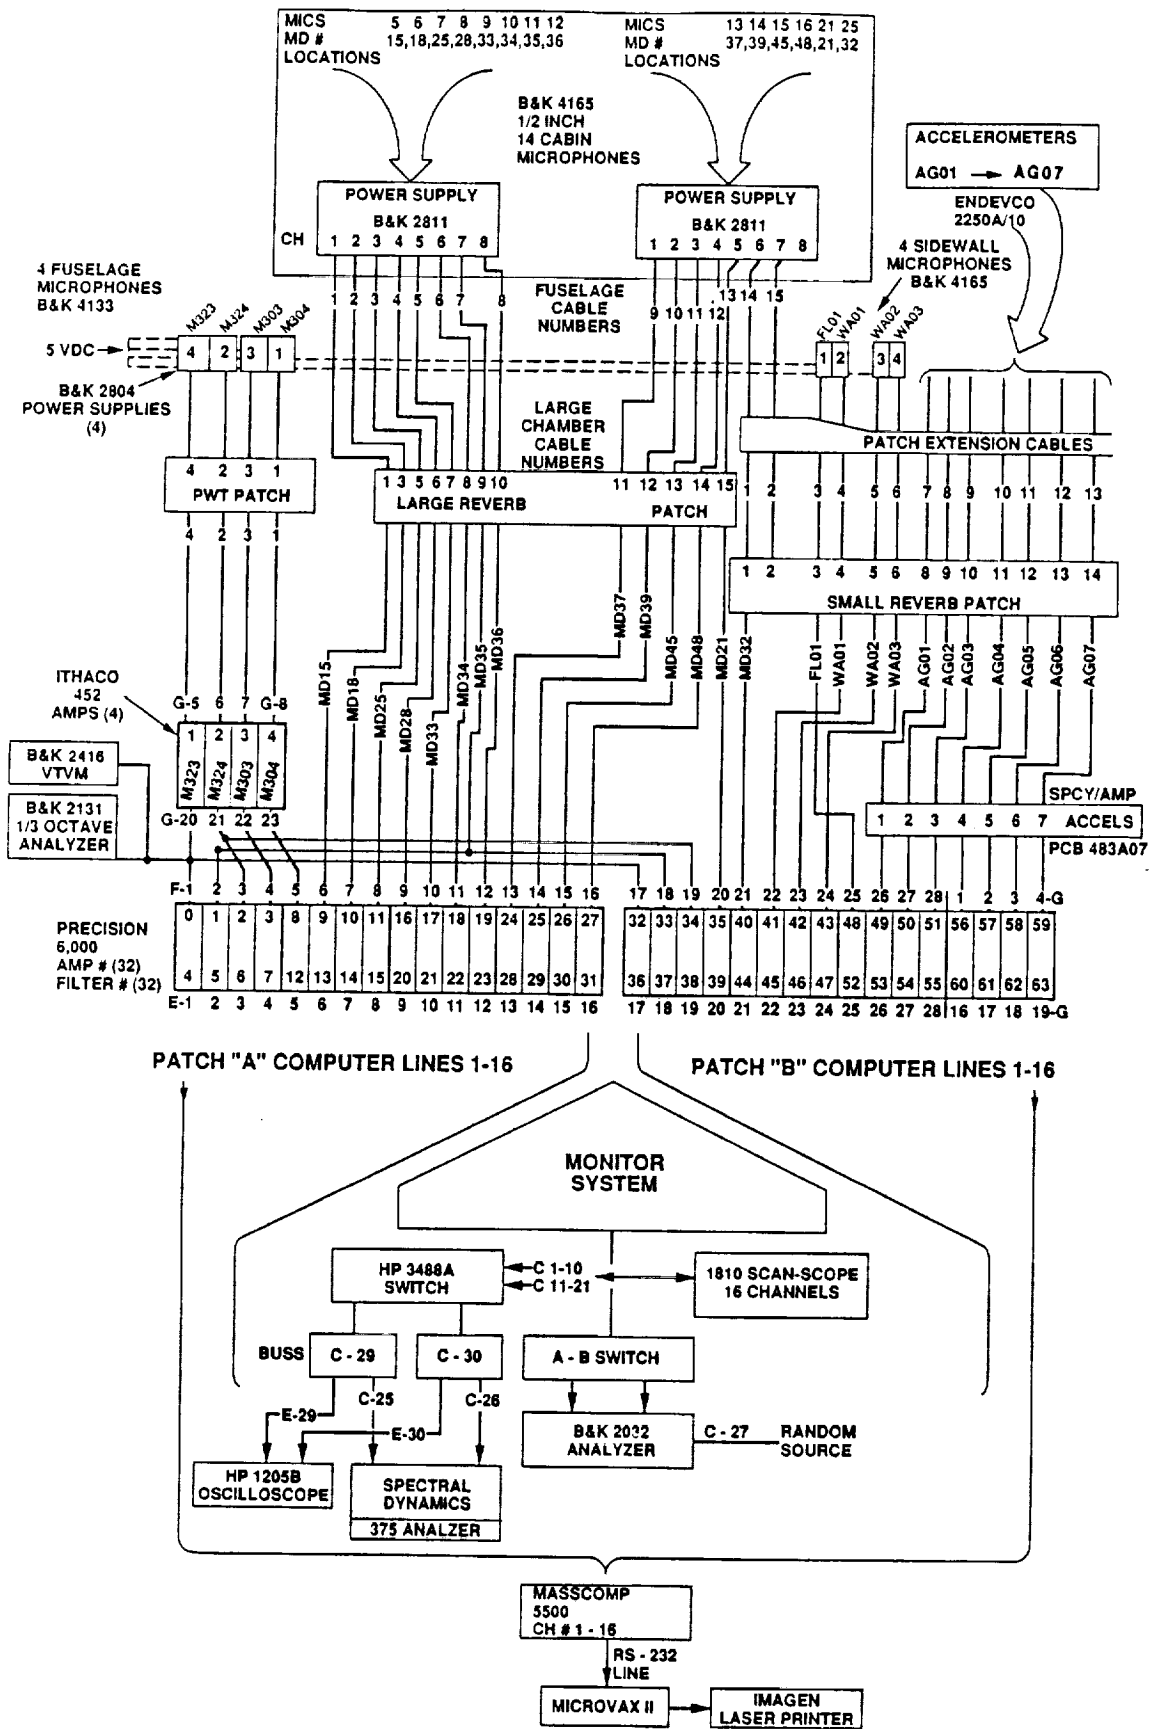 MICS 5 6 7 8 9 10 11 12
MD # 15,18,25,28,33,34,35,36
LOCATIONS
MICS 13 14 15 16 21 25
MD # 37,39,45,48,21,32
LOCATIONS
B&K 4165
1/2 INCH
14 CABIN
MICROPHONES
ACCELEROMETERS
AG01 AG07
ENDEVCO
2250A/10
POWER SUPPLY
B&K 2811
CH 1 2 3 4 5 6 7 8
POWER SUPPLY
B&K 2811
1 2 3 4 5 6 7 8
4 SIDEWALL
MICROPHONES
B&K 4165
4 FUSELAGE
MICROPHONES
B&K 4133
FUSELAGE
CABLE
NUMBERS
1 2 3 4 5 6 7 8
9 10 11 12 13 14 15
M323 M324 M303 M304
FL01 WA01 WA02 WA03
5 VDC
4 2 3 1
1 2 3 4
B&K 2804
POWER SUPPLIES
(4)
LARGE
CHAMBER
CABLE
NUMBERS
PATCH EXTENSION CABLES
4 2 3 1
PWT PATCH
4 2 3 1
1 3 5 6 7 8 9 10 11 12 13 14 15
LARGE REVERB PATCH
1 2 3 4 5 6 7 8 9 10 11 12 13
1 2 3 4 5 6 8 9 10 11 12 13 14
SMALL REVERB PATCH
MD15 MD18 MD25 MD28 MD33 MD34 MD35 MD36 MD37 MD39 MD45 MD48 MD21 MD32
FL01 WA01 WA02 WA03 AG01 AG02 AG03 AG04 AG05 AG06 AG07
ITHACO
452
AMPS (4)
G-5 6 7 G-8
1 2 3 4
M323 M324 M303 M304
G-20 21 22 23
B&K 2416
VTVM
B&K 2131
1/3 OCTAVE
ANALYZER
SPCY/AMP
1 2 3 4 5 6 7 ACCELS
PCB 483A07
F-1 2 3 4 5 6 7 8 9 10 11 12 13 14 15 16
17 18 19 20 21 22 23 24 25 26 27 28 1 2 3 4-G
PRECISION
6,000
AMP # (32)
FILTER # (32)
0 1 2 3 8 9 10 11 16 17 18 19 24 25 26 27
32 33 34 35 40 41 42 43 48 49 50 51 56 57 58 59
4 5 6 7 12 13 14 15 20 21 22 23 28 29 30 31
36 37 38 39 44 45 46 47 52 53 54 55 60 61 62 63
E-1 2 3 4 5 6 7 8 9 10 11 12 13 14 15 16
17 18 19 20 21 22 23 24 25 26 27 28 16 17 18 19-G
PATCH "A" COMPUTER LINES 1-16
PATCH "B" COMPUTER LINES 1-16
MONITOR
SYSTEM
HP 3488A
SWITCH
C 1-10
C 11-21
1810 SCAN-SCOPE
16 CHANNELS
BUSS
C - 29
C - 30
A - B SWITCH
C-25
C-26
E-29
E-30
B&K 2032
ANALYZER
C - 27
RANDOM
SOURCE
HP 1205B
OSCILLOSCOPE
SPECTRAL
DYNAMICS
375 ANALZER
MASSCOMP
5500
CH # 1 - 16
RS - 232
LINE
MICROVAX II
IMAGEN
LASER PRINTER